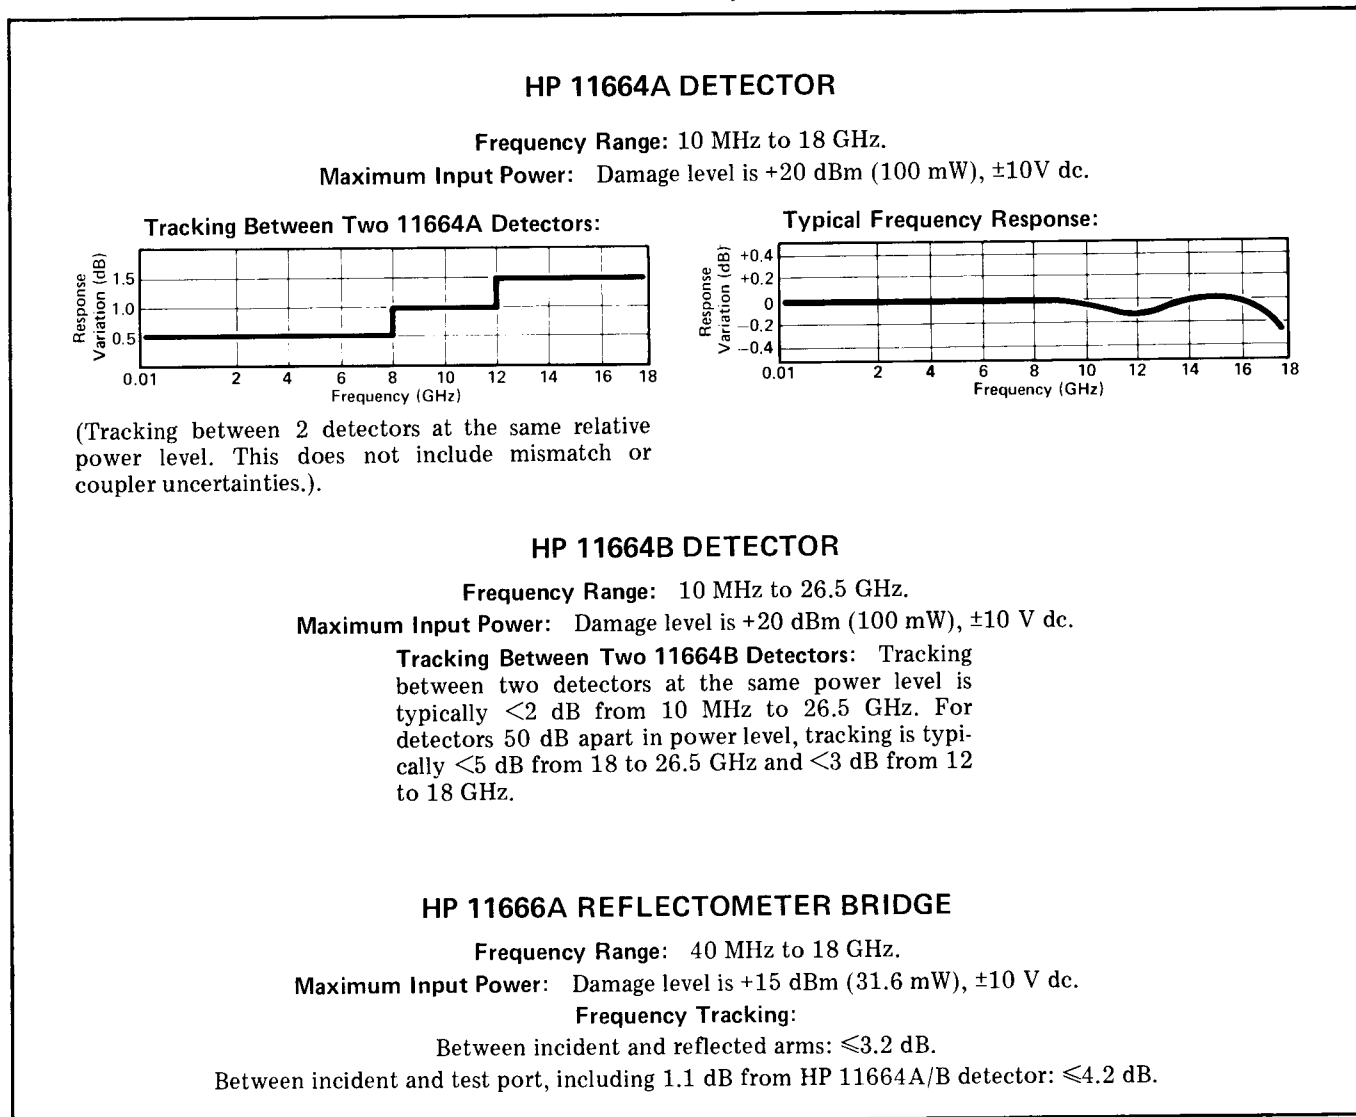 HP 11664A DETECTOR
Frequency Range: 10 MHz to 18 GHz.
Maximum Input Power: Damage level is +20 dBm (100 mW), ±10V dc.
Tracking Between Two 11664A Detectors:
Response
Variation (dB)
1.5
1.0
0.5
0.01 2 4 6 8 10 12 14 16 18
Frequency (GHz)
(Tracking between 2 detectors at the same relative
power level. This does not include mismatch or
coupler uncertainties.).
Typical Frequency Response:
Response
Variation (dB)
+0.4
+0.2
0
−0.2
−0.4
0.01 2 4 6 8 10 12 14 16 18
Frequency (GHz)
HP 11664B DETECTOR
Frequency Range: 10 MHz to 26.5 GHz.
Maximum Input Power: Damage level is +20 dBm (100 mW), ±10 V dc.
Tracking Between Two 11664B Detectors: Tracking
between two detectors at the same power level is
typically <2 dB from 10 MHz to 26.5 GHz. For
detectors 50 dB apart in power level, tracking is typi-
cally <5 dB from 18 to 26.5 GHz and <3 dB from 12
to 18 GHz.
HP 11666A REFLECTOMETER BRIDGE
Frequency Range: 40 MHz to 18 GHz.
Maximum Input Power: Damage level is +15 dBm (31.6 mW), ±10 V dc.
Frequency Tracking:
Between incident and reflected arms: ⩽3.2 dB.
Between incident and test port, including 1.1 dB from HP 11664A/B detector: ⩽4.2 dB.